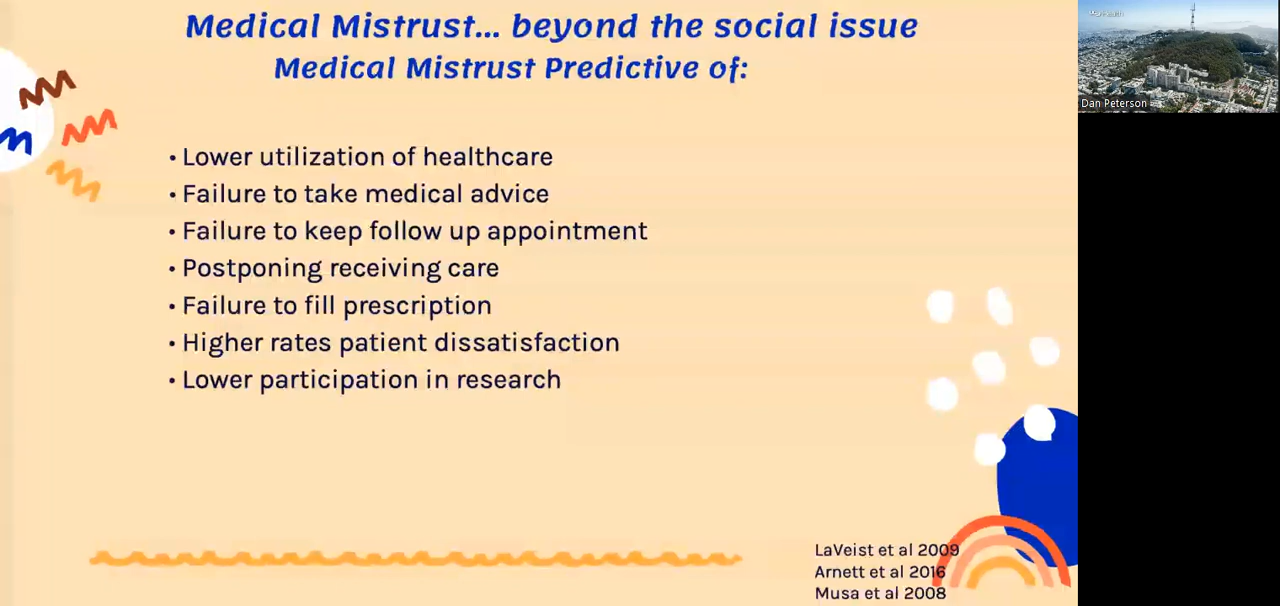 Medical Mistrust... beyond the social issue
Medical Mistrust Predictive of:
• Lower utilization of healthcare
• Failure to take medical advice
• Failure to keep follow up appointment
• Postponing receiving care
• Failure to fill prescription
• Higher rates patient dissatisfaction
• Lower participation in research
LaVeist et al 2009
Arnett et al 2016
Musa et al 2008
Dan Peterson